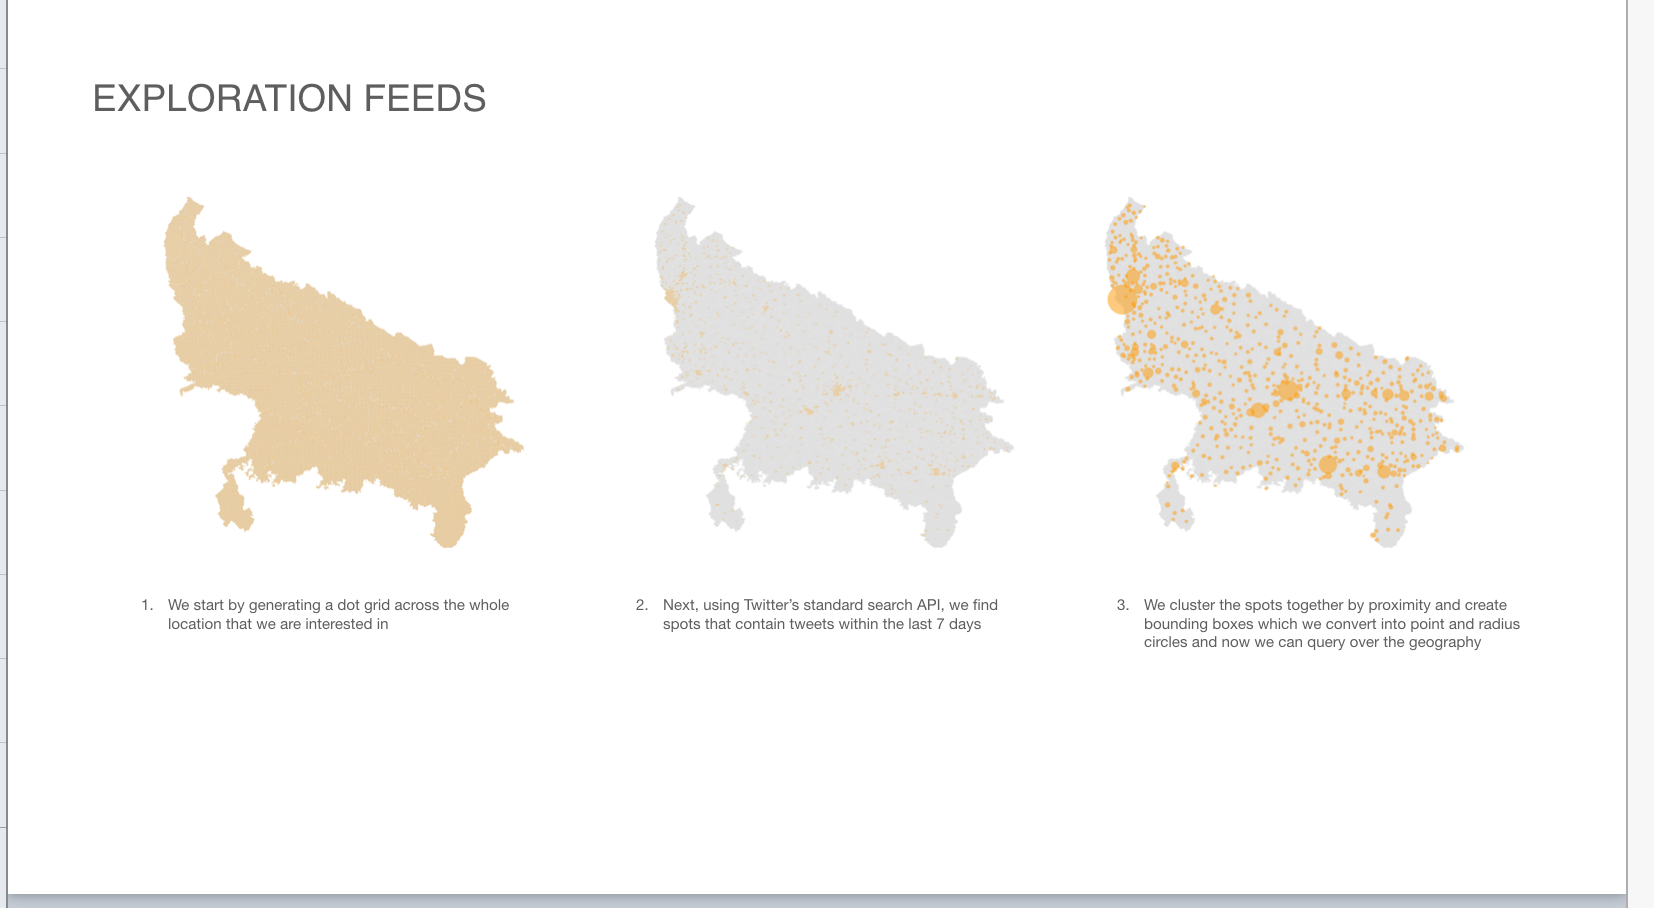 EXPLORATION FEEDS
1. We start by generating a dot grid across the whole
location that we are interested in
2. Next, using Twitter’s standard search API, we find
spots that contain tweets within the last 7 days
3. We cluster the spots together by proximity and create
bounding boxes which we convert into point and radius
circles and now we can query over the geography